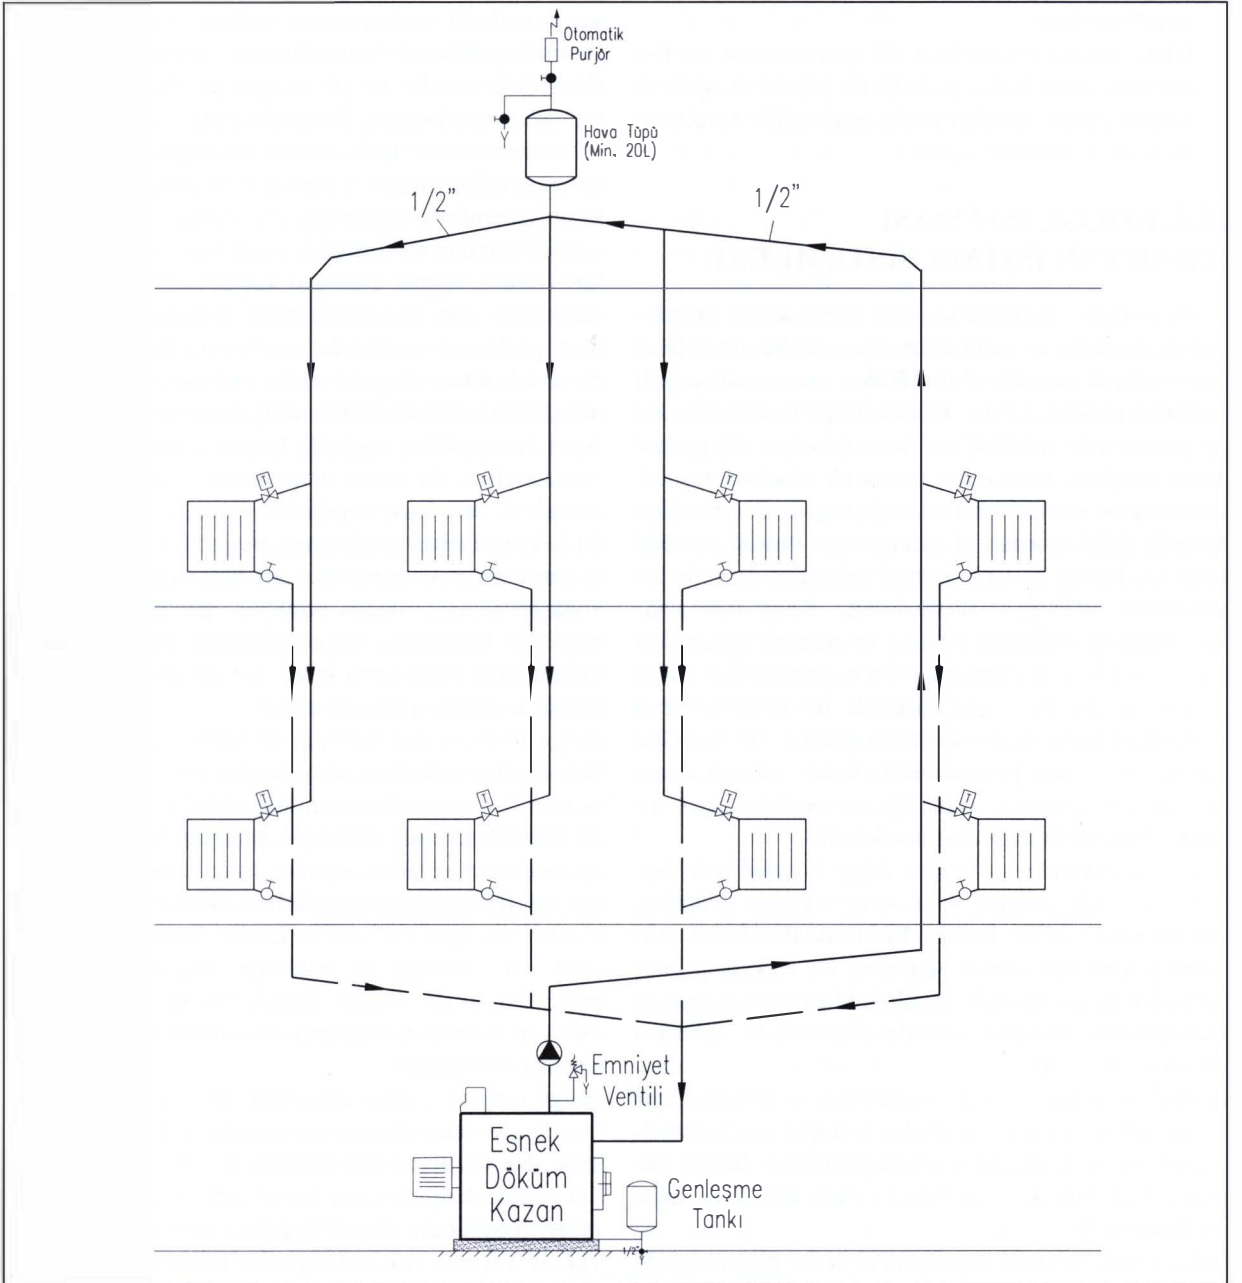 Otomatik
Purjör
Hava Tüpü
(Min. 20L)
1/2"
1/2"
Emniyet
Ventili
Esnek
Döküm
Kazan
Genleşme
Tankı
1/2"